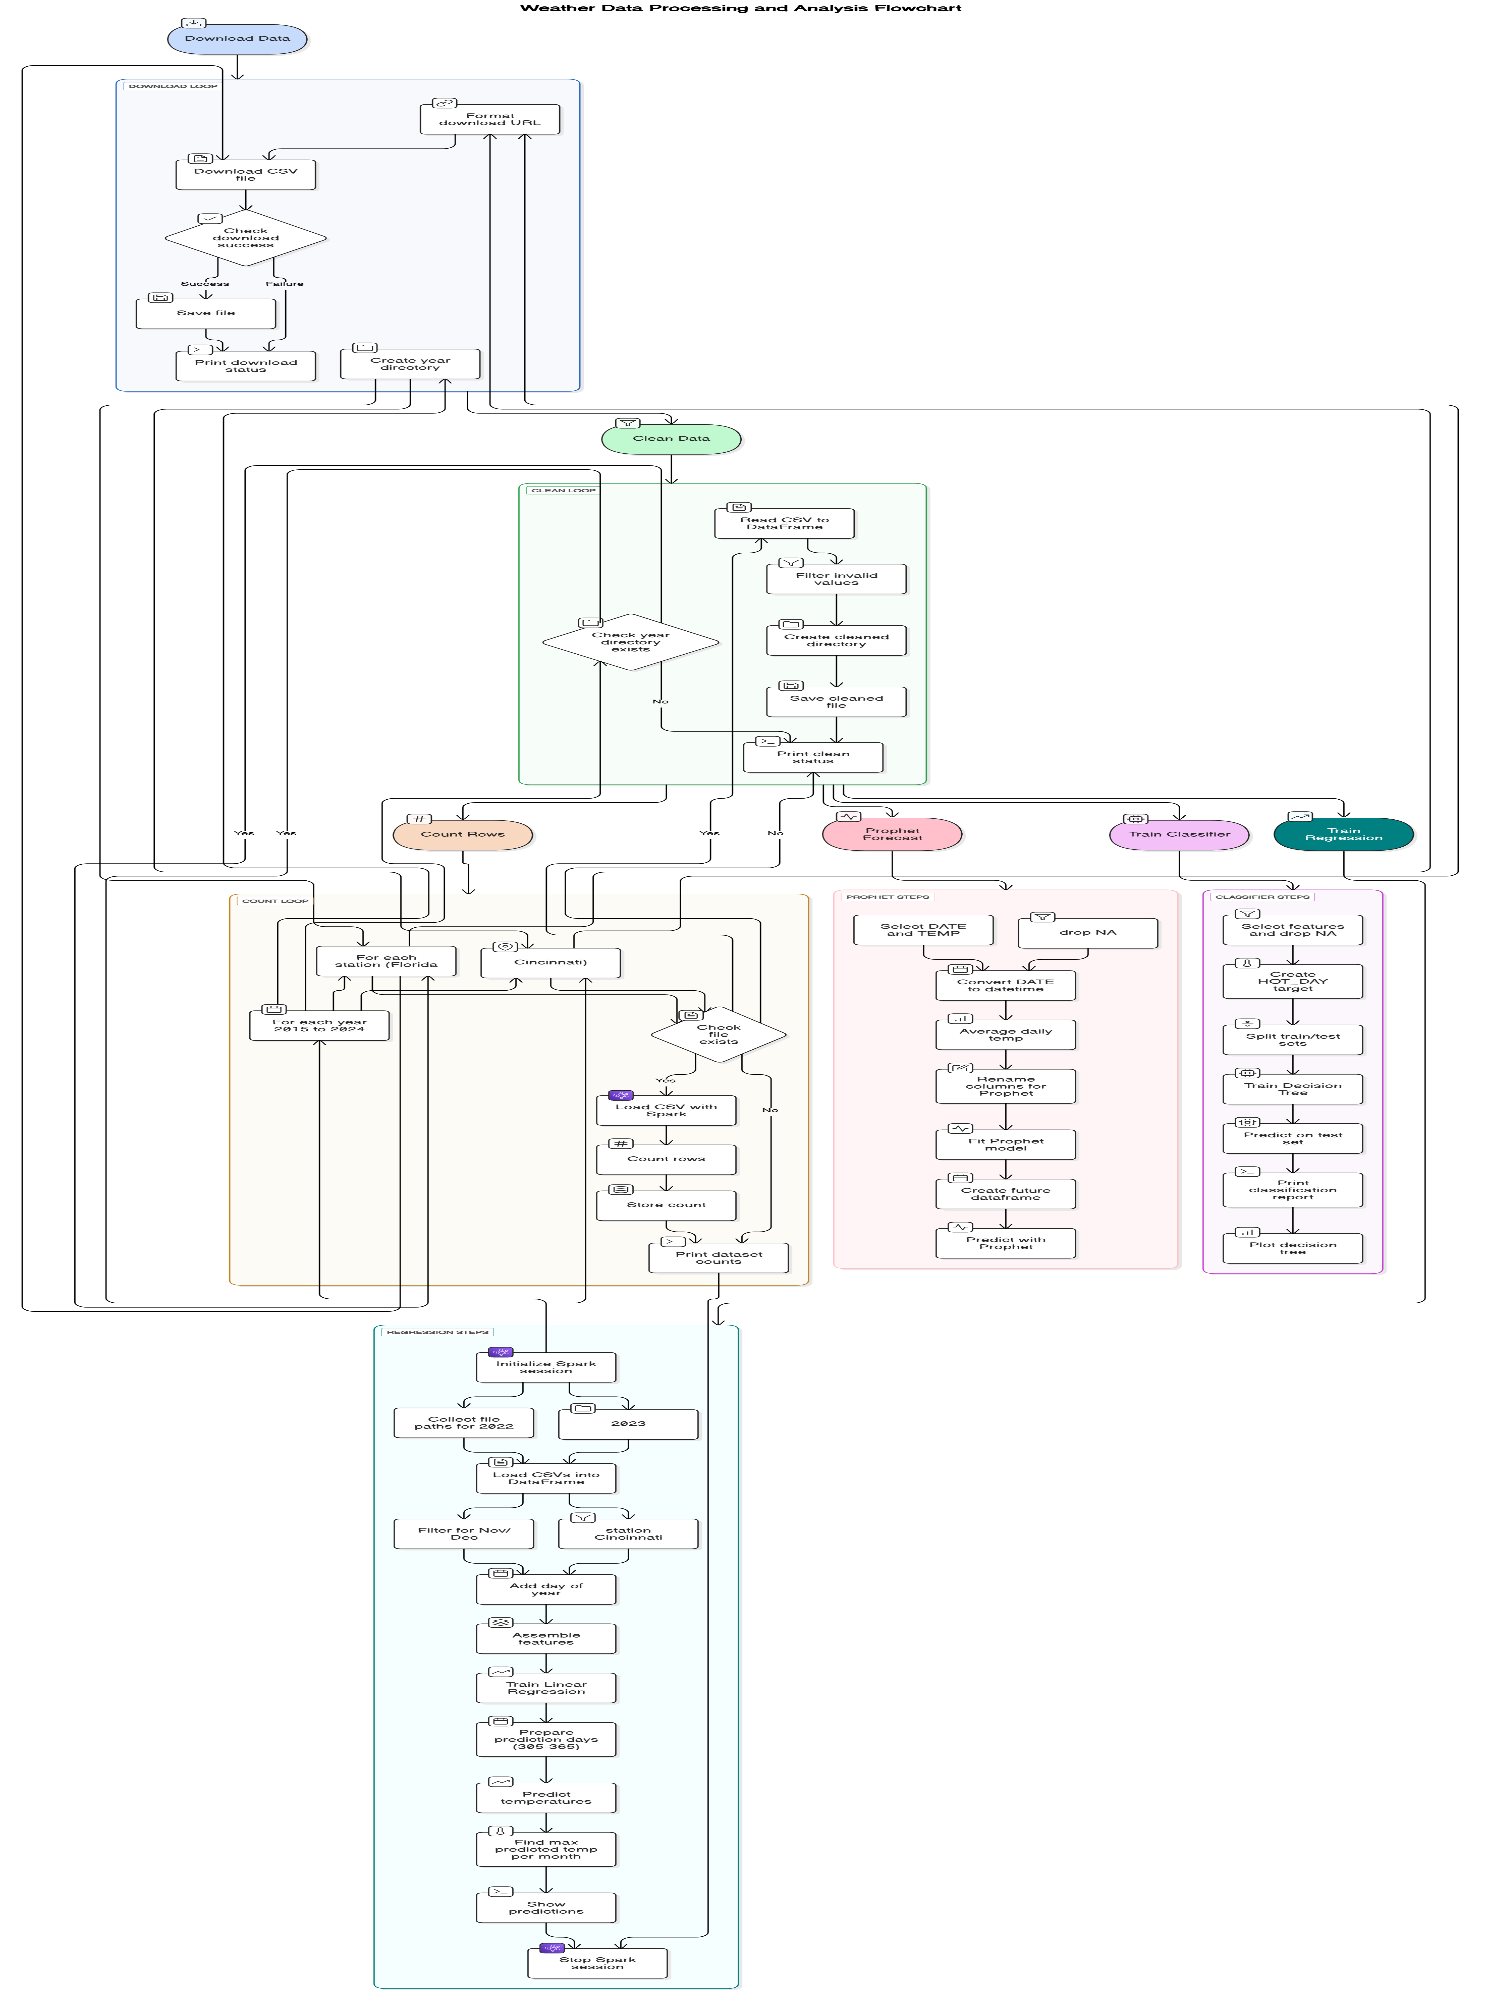 Weather Data Processing and Analysis Flowchart
Download Data
DOWNLOAD LOOP
Format
download URL
Download CSV
file
Check
download
success
Success
Failure
Save file
Print download
status
Create year
directory
Clean Data
CLEAN LOOP
Read CSV to
DataFrame
Filter invalid
values
Check year
directory
exists
Create cleaned
directory
Save cleaned
file
No
Print clean
status
Yes
Yes
Count Rows
Yes
No
Prophet
Forecast
Train Classifier
Train
Regression
COUNT LOOP
For each
station (Florida
Cincinnati)
For each year
2015 to 2024
Check
file
exists
Yes
No
Load CSV with
Spark
Count rows
Store count
Print dataset
counts
PROPHET STEPS
Select DATE
and TEMP
drop NA
Convert DATE
to datetime
Average daily
temp
Rename
columns for
Prophet
Fit Prophet
model
Create future
dataframe
Predict with
Prophet
CLASSIFIER STEPS
Select features
and drop NA
Create
HOT_DAY
target
Split train/test
sets
Train Decision
Tree
Predict on test
set
Print
classification
report
Plot decision
tree
REGRESSION STEPS
Initialize Spark
session
Collect file
paths for 2022
2023
Load CSVs into
DataFrame
Filter for Nov/
Dec
station
Cincinnati
Add day of
year
Assemble
features
Train Linear
Regression
Prepare
prediction days
(305-365)
Predict
temperatures
Find max
predicted temp
per month
Show
predictions
Stop Spark
session